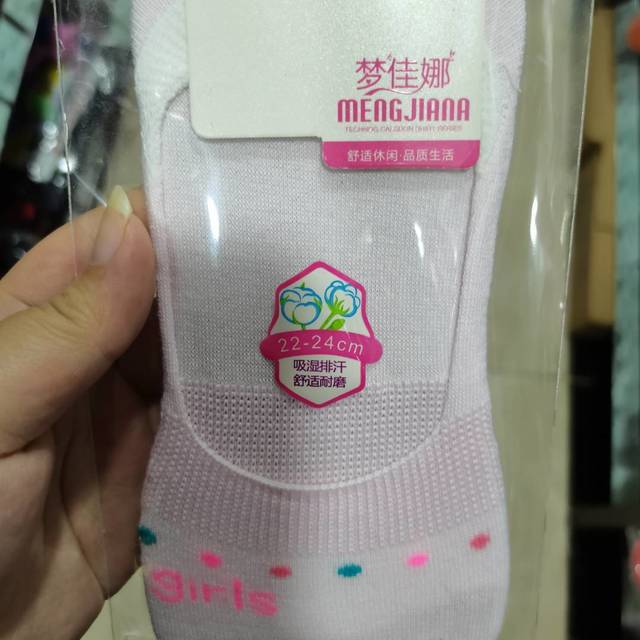 梦佳娜
MENGJIANA
舒适休闲·品质生活
22-24cm
吸湿排汗
舒适耐磨
girls